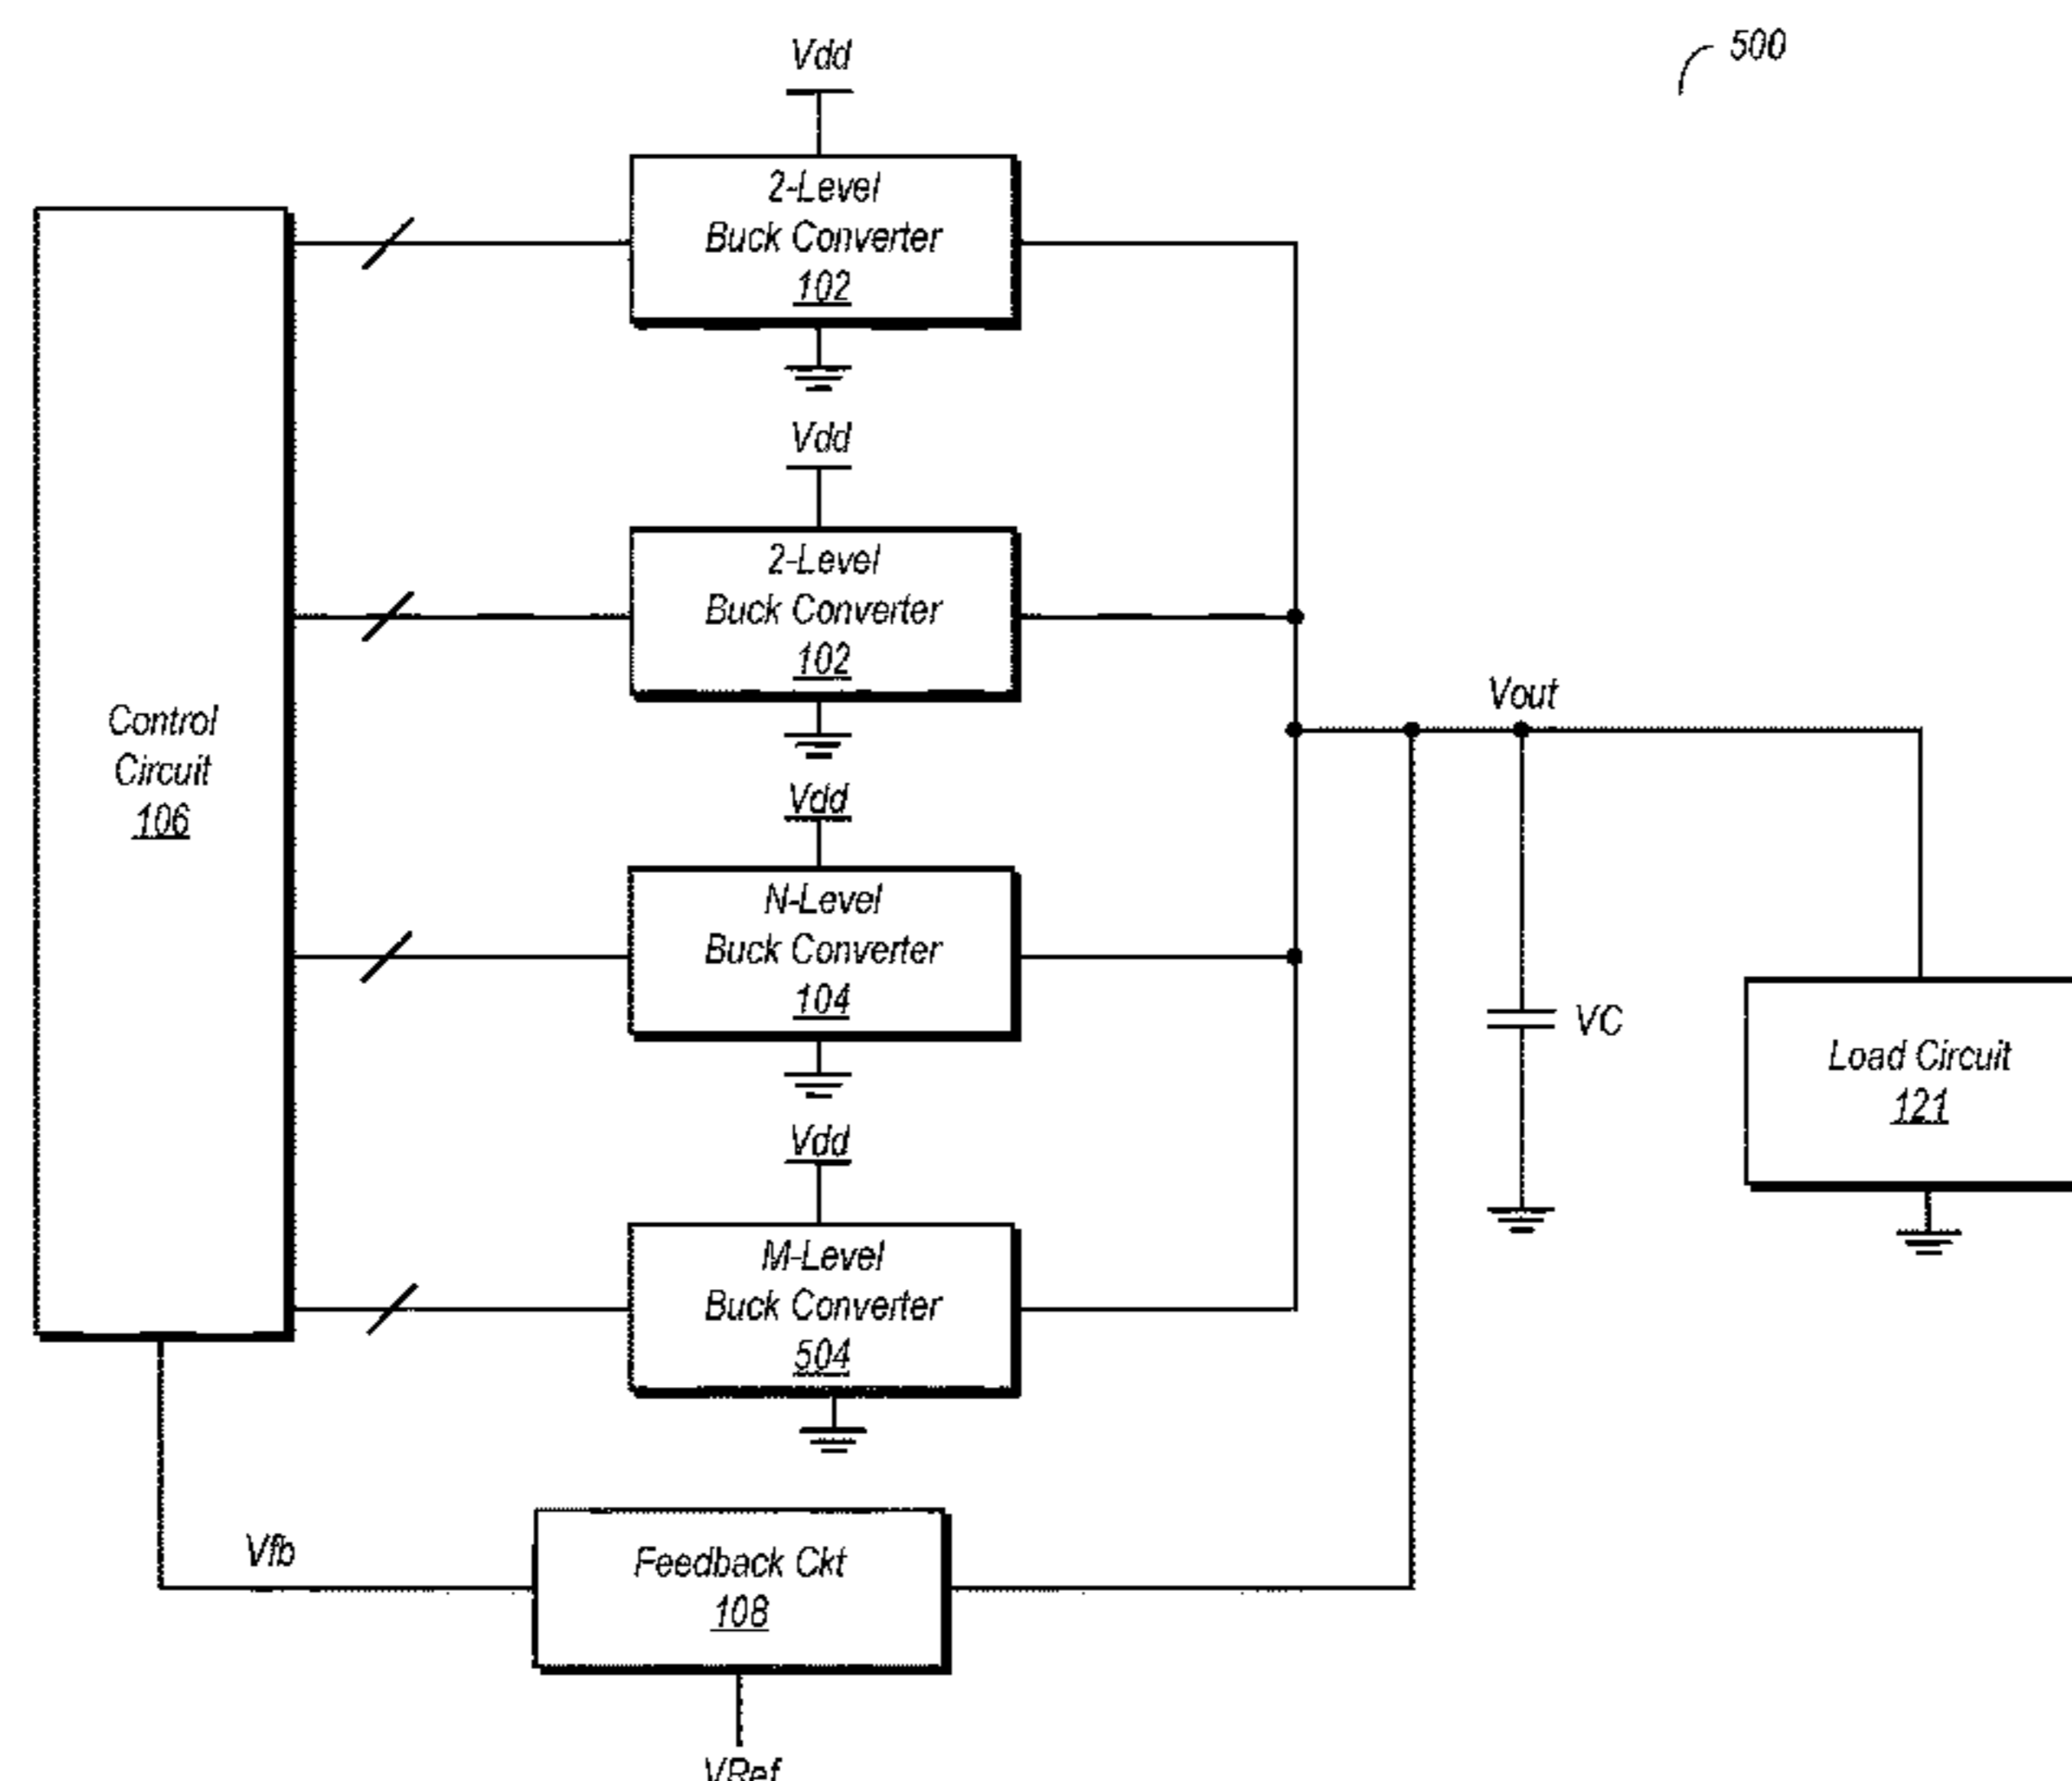 500
Vdd
2-Level
Buck Converter
102
Vdd
2-Level
Buck Converter
102
Control
Circuit
106
Vout
Vdd
N-Level
Buck Converter
104
VC
Load Circuit
121
Vdd
M-Level
Buck Converter
504
Vfb
Feedback Ckt
108
VRef